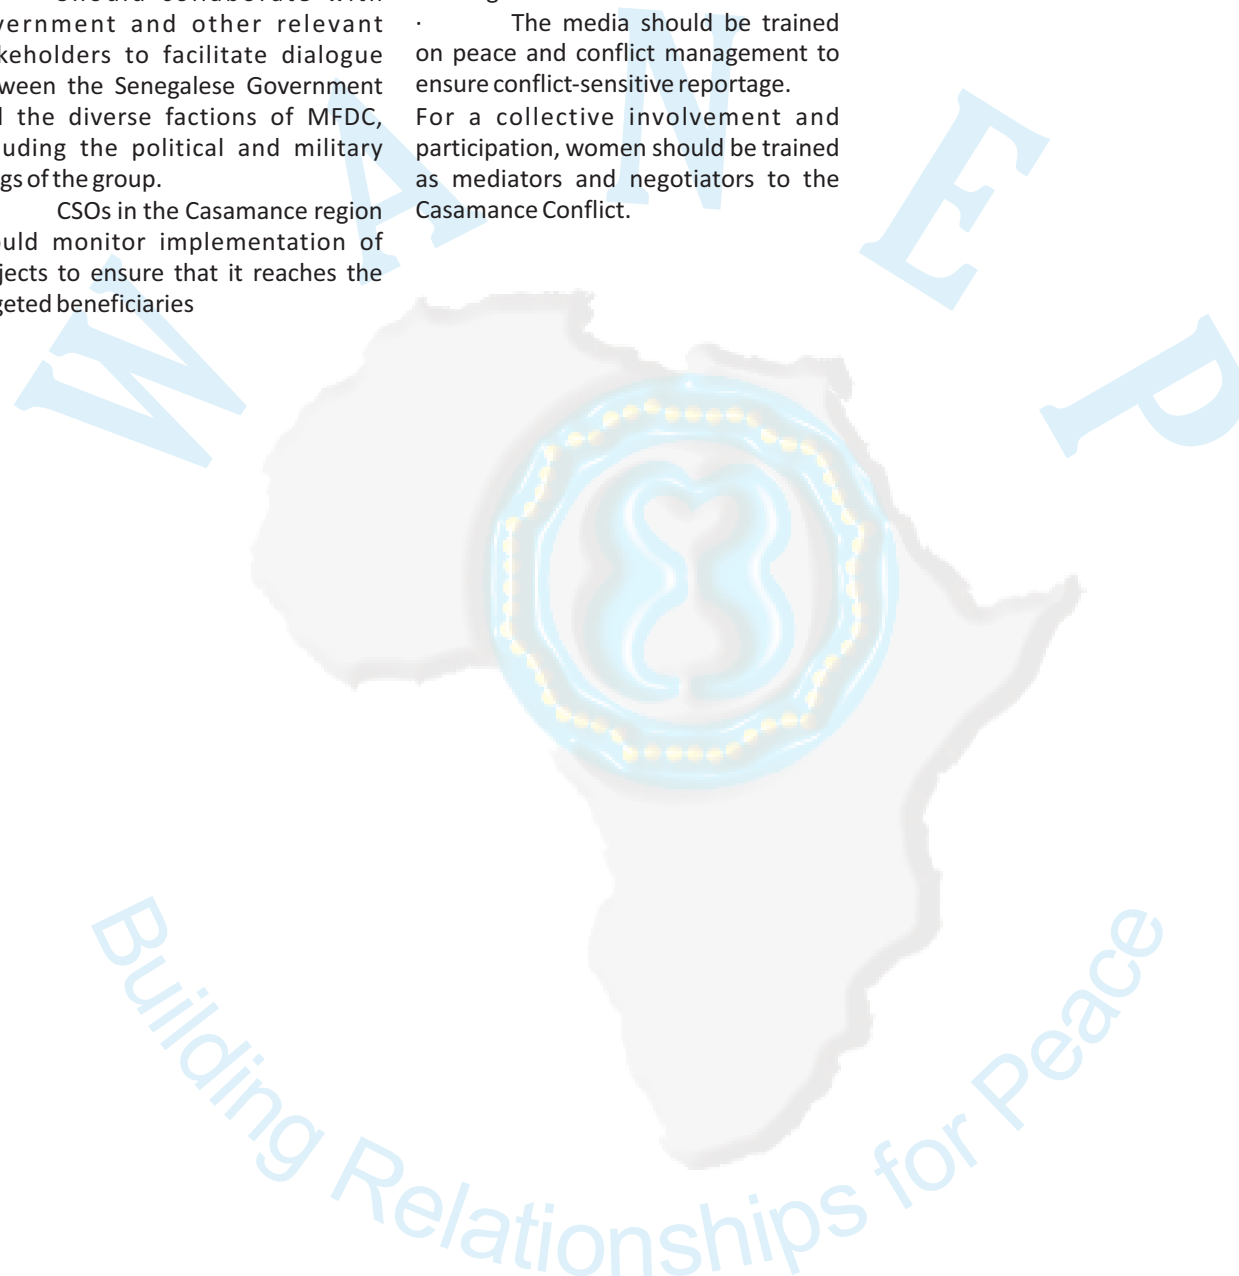 should collaborate with
vernment and other relevant
keholders to facilitate dialogue
ween the Senegalese Government
the diverse factions of MFDC,
luding the political and military
gs of the group.
CSOs in the Casamance region
uld monitor implementation of
jects to ensure that it reaches the
geted beneficiaries
· The media should be trained
on peace and conflict management to
ensure conflict-sensitive reportage.
For a collective involvement and
participation, women should be trained
as mediators and negotiators to the
Casamance Conflict.
WANEP
Building Relationships for Peace